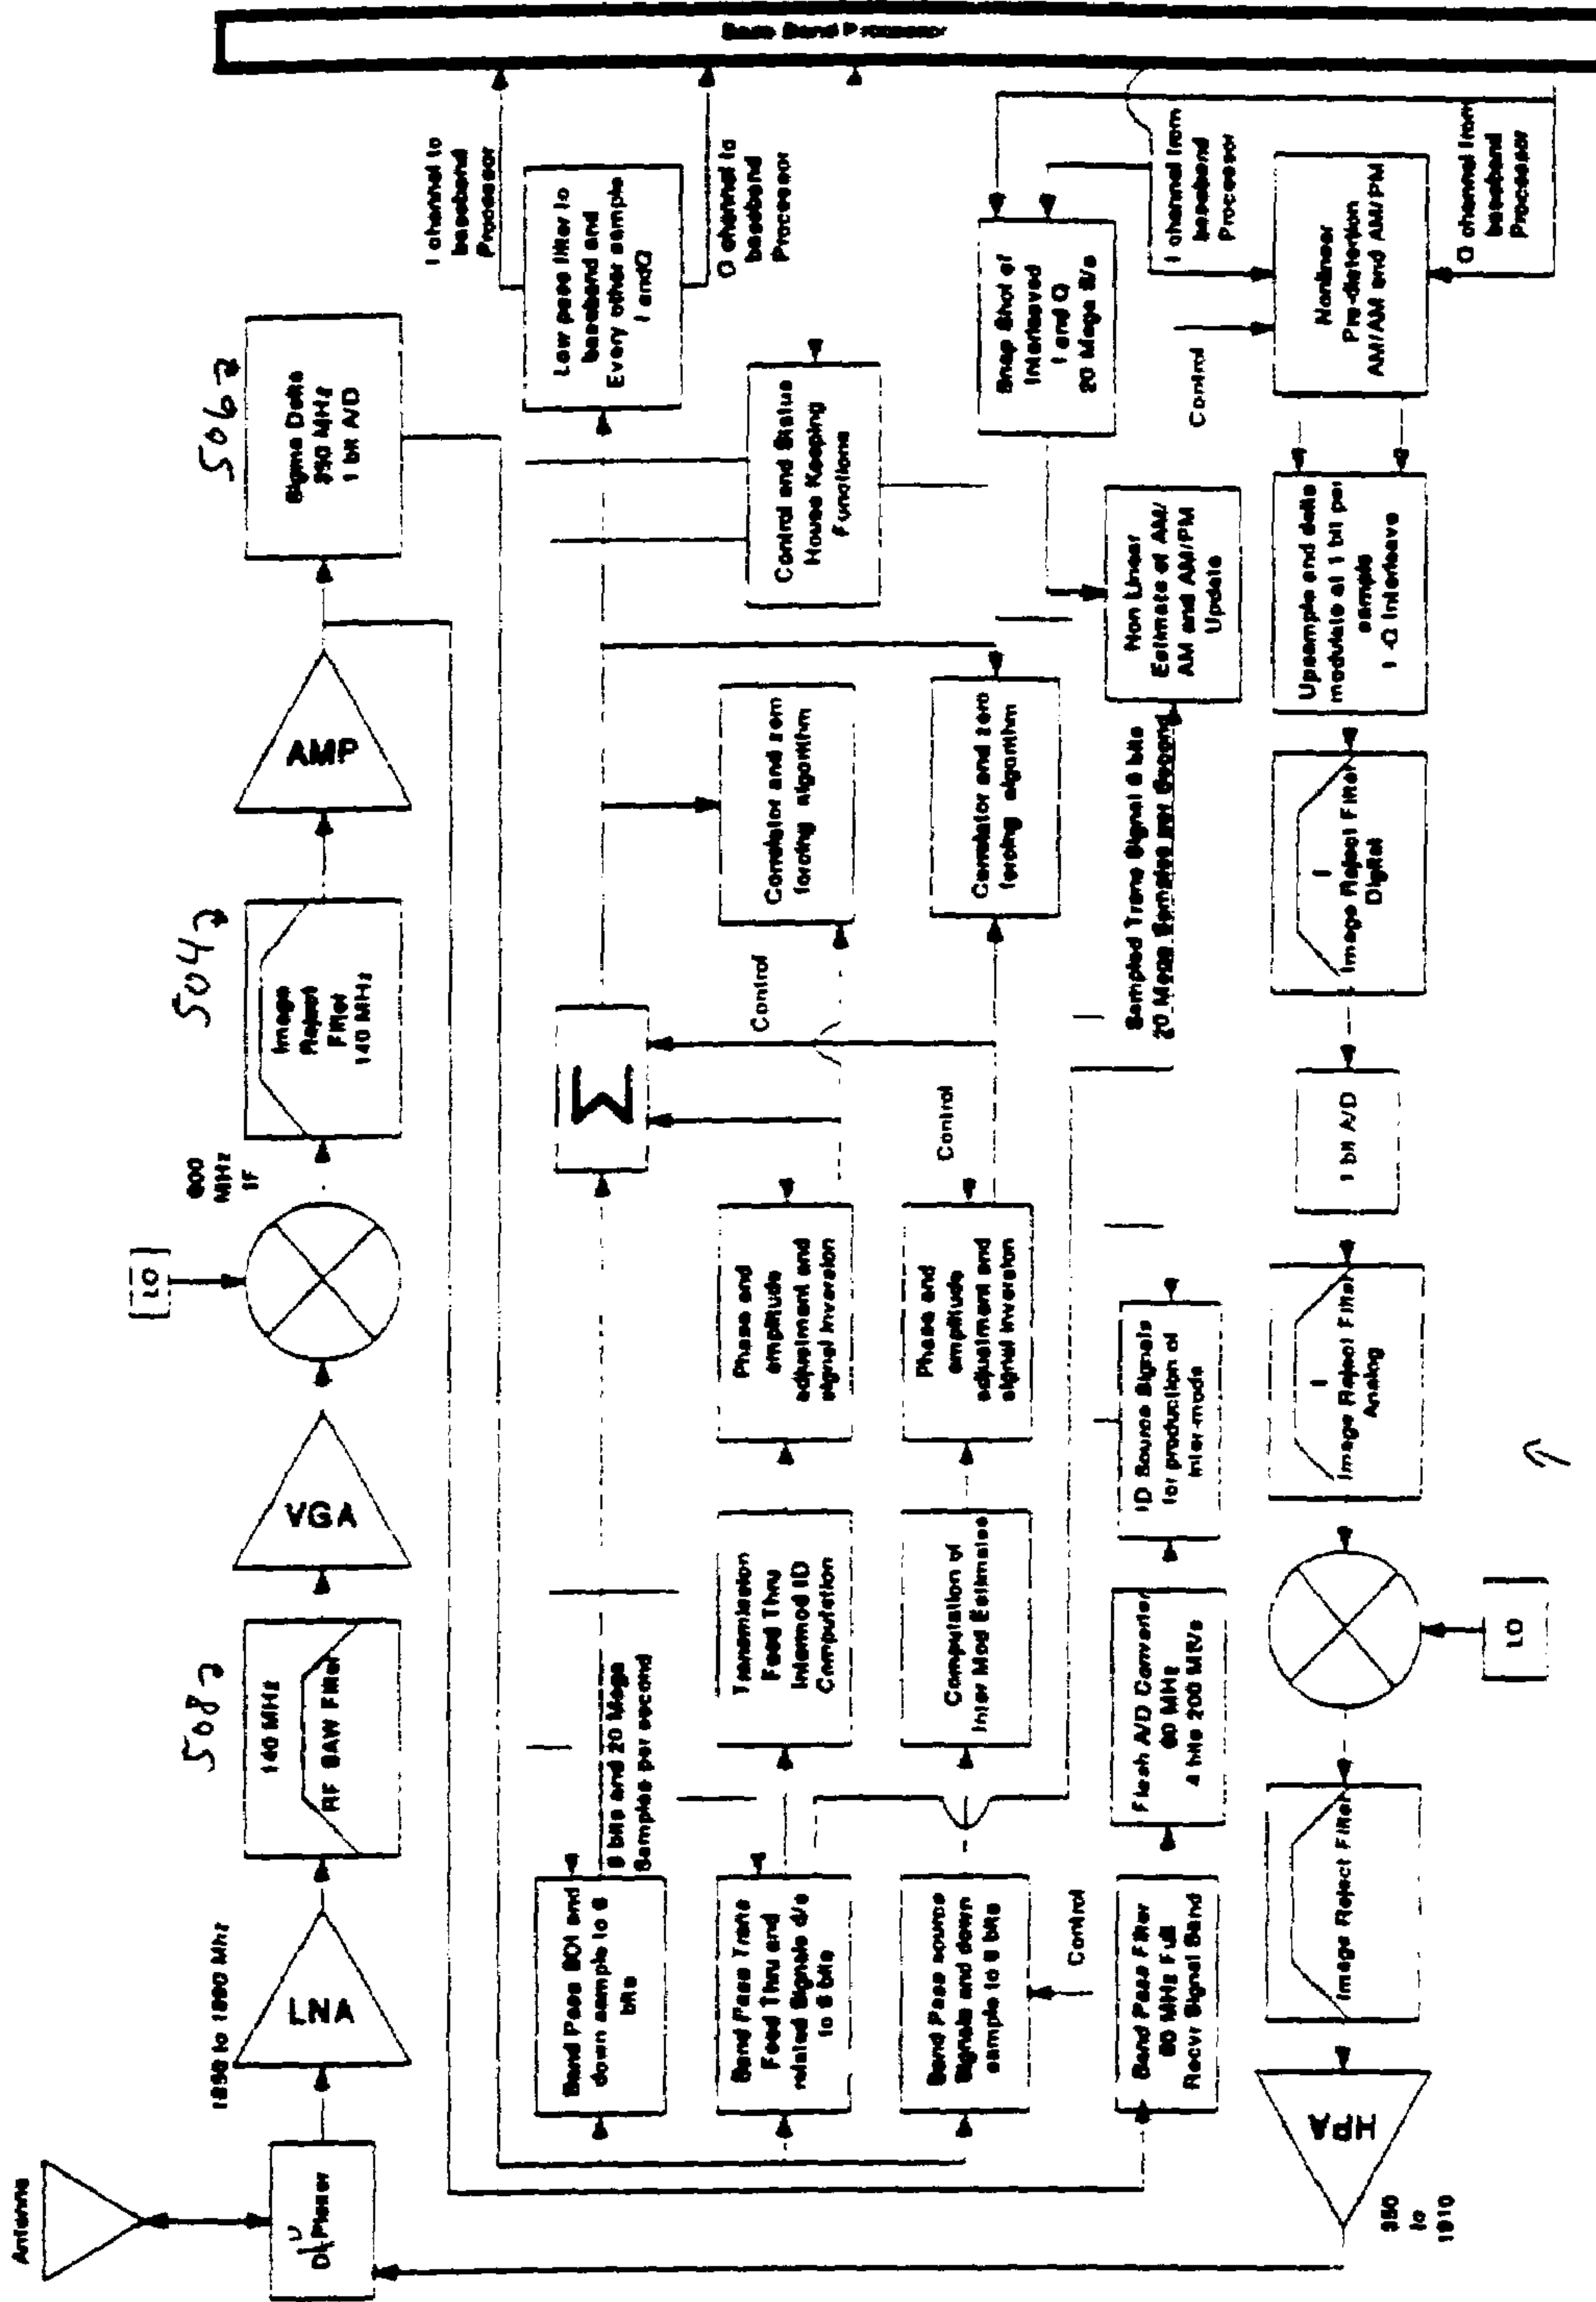 Base Band Processor
Antenna
1850 to 1990 Mhz
LNA
508
140 MHz
RF SAW Filter
VGA
LO
MHz
IF
504
Image
Reject
Filter
140 MHz
AMP
506
Sigma Delta
1 bit A/D
I channel to
baseband
Processor
Low pass filter to
baseband and
Every other sample
I andQ
Q channel to
baseband
Processor
Band Pass SOI and
down sample to 8
bits
8 bits and 20 Mega
Samples per second
Σ
Control and Status
House Keeping
Functions
Band Pass Trans
Feed Thru and
related Signals d/s
to 8 bits
Transmission
Feed Thru
Intermod ID
Computation
Phase and
amplitude
adjustment and
signal inversion
Control
Correlator and zero
forcing algorithm
Band Pass source
Signals and down
sample to 8 bits
Control
Computation of
Inter Mod Estimates
Phase and
amplitude
adjustment and
signal inversion
Control
Correlator and zero
forcing algorithm
Snap Shot of
Interleaved
I and Q
20 Mega S/s
Band Pass Filter
60 MHz Full
Recvr Signal Band
Flash A/D Converter
60 MHz
4 bits 200 MB/s
ID Source Signals
for production of
Inter-mods
Sampled Trans Signal 8 bits
20 Mega Samples per Second
Non Linear
Estimate of AM/
AM and AM/PM
Update
Control
I channel from
baseband
Processor
Nonlinear
Pre-distortion
AM/AM and AM/PM
Q channel from
baseband
Processor
Upsample and delta
modulate at 1 bit per
sample
I -Q Interleave
I
Image Reject Filter
Digital
1 bit A/D
I
Image Reject Filter
Analog
LO
Image Reject Filter
to
1910